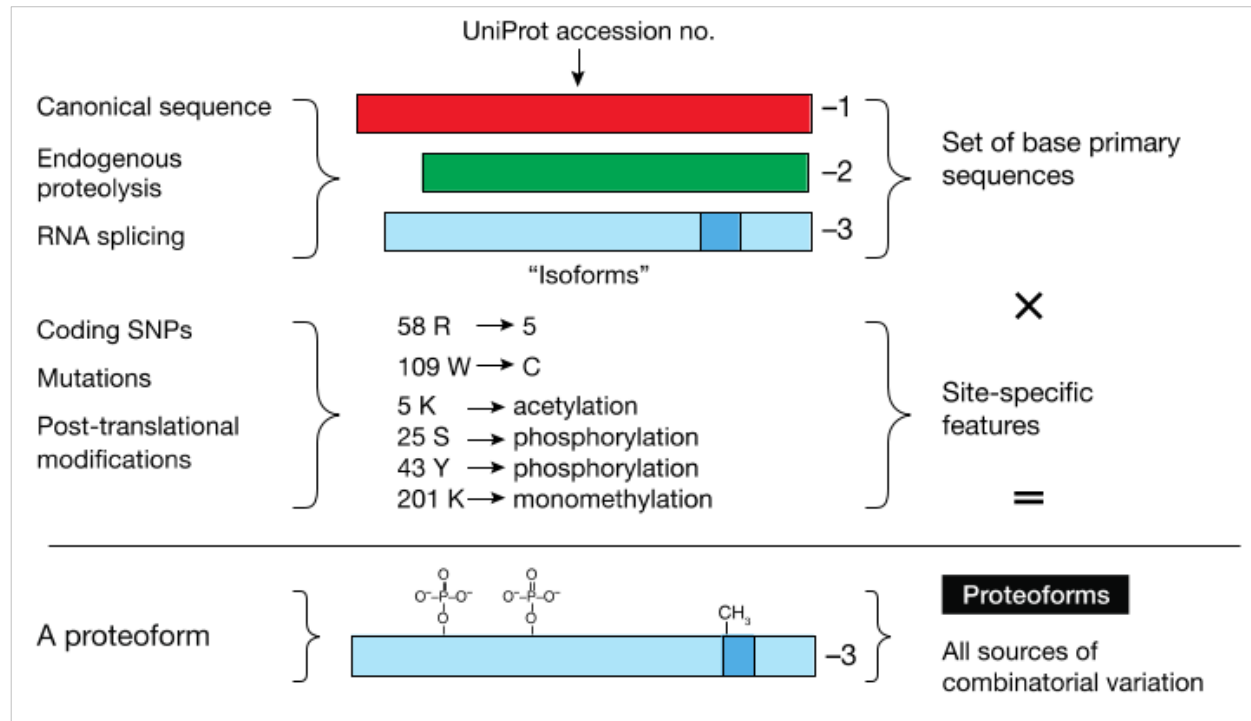 UniProt accession no.
Canonical sequence
Endogenous
proteolysis
RNA splicing
–1
–2
–3
"Isoforms"
Set of base primary
sequences
×
Coding SNPs
Mutations
Post-translational
modifications
58 R → 5
109 W → C
5 K → acetylation
25 S → phosphorylation
43 Y → phosphorylation
201 K → monomethylation
Site-specific
features
=
A proteoform
O
O⁻–P–O⁻
O
O
O⁻–P–O⁻
O
CH₃
–3
Proteoforms
All sources of
combinatorial variation